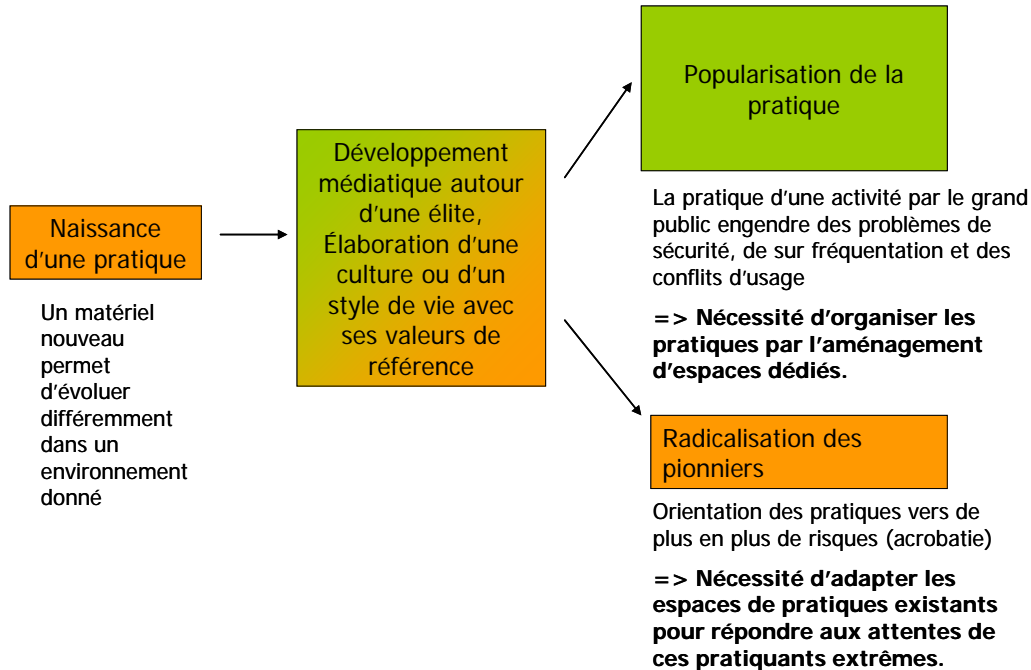 Naissance
d'une pratique
Un matériel
nouveau
permet
d'évoluer
différemment
dans un
environnement
donné
Développement
médiatique autour
d'une élite,
Élaboration d'une
culture ou d'un
style de vie avec
ses valeurs de
référence
Popularisation de la
pratique
La pratique d'une activité par le grand
public engendre des problèmes de
sécurité, de sur fréquentation et des
conflits d'usage
=> Nécessité d'organiser les
pratiques par l'aménagement
d'espaces dédiés.
Radicalisation des
pionniers
Orientation des pratiques vers de
plus en plus de risques (acrobatie)
=> Nécessité d'adapter les
espaces de pratiques existants
pour répondre aux attentes de
ces pratiquants extrêmes.